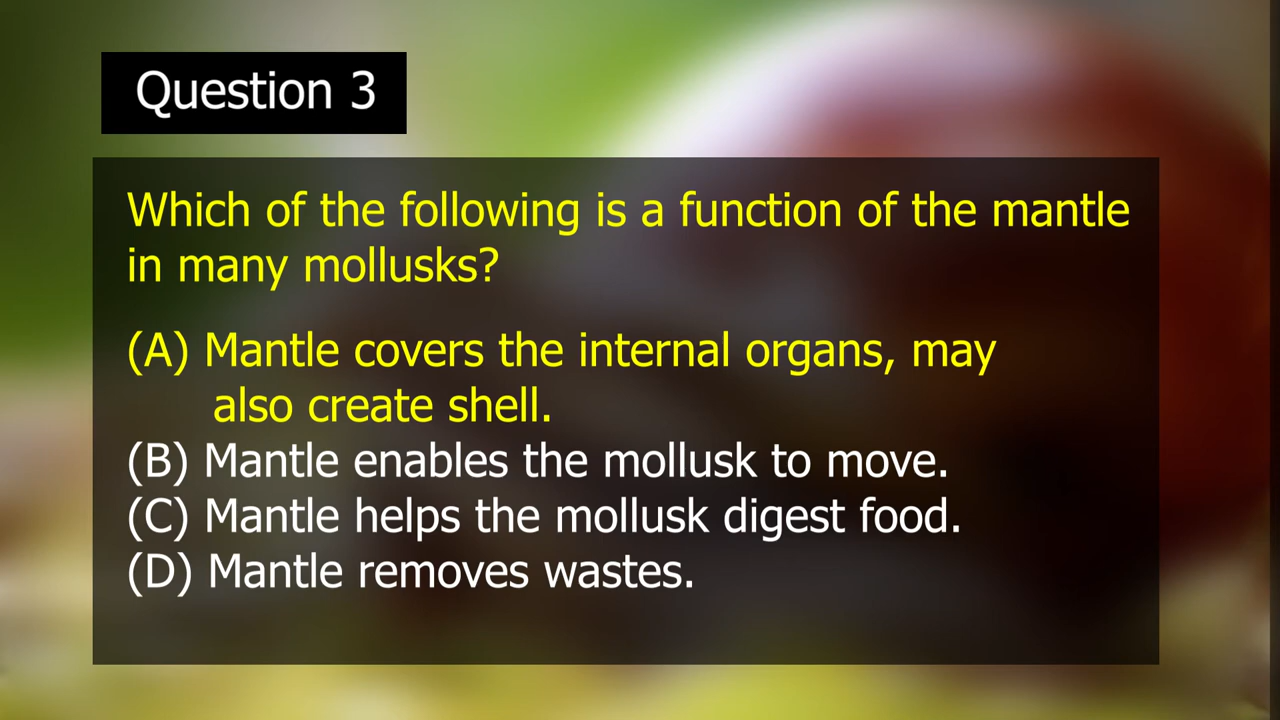 Question 3
Which of the following is a function of the mantle
in many mollusks?
(A) Mantle covers the internal organs, may
also create shell.
(B) Mantle enables the mollusk to move.
(C) Mantle helps the mollusk digest food.
(D) Mantle removes wastes.